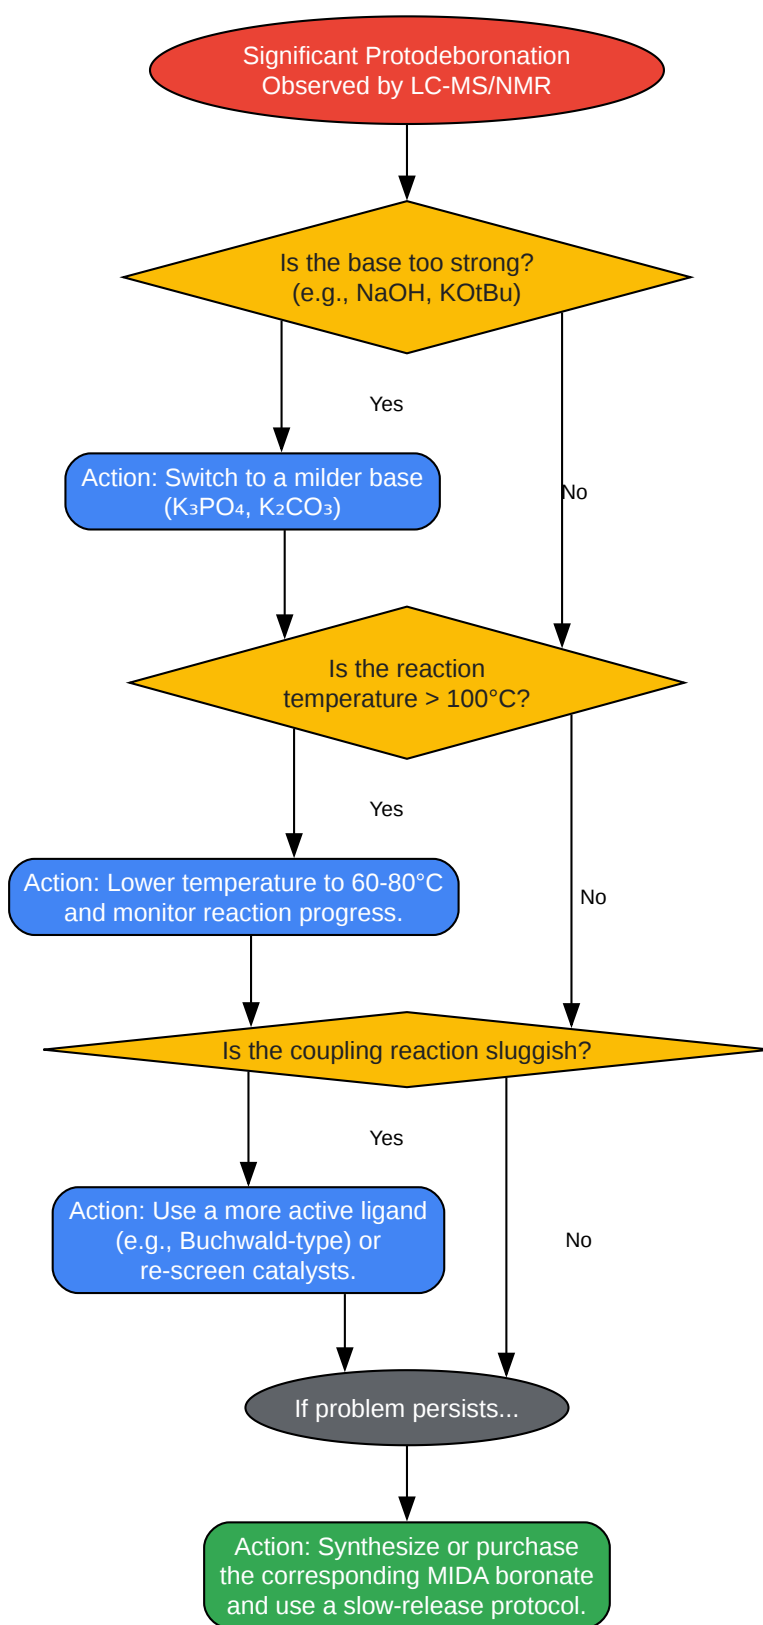 Significant Protodeboronation
Observed by LC-MS/NMR
Is the base too strong?
(e.g., NaOH, KOtBu)
Yes
Action: Switch to a milder base
(K₃PO₄, K₂CO₃)
No
Is the reaction
temperature > 100°C?
Yes
Action: Lower temperature to 60-80°C
and monitor reaction progress.
No
Is the coupling reaction sluggish?
Yes
Action: Use a more active ligand
(e.g., Buchwald-type) or
re-screen catalysts.
No
If problem persists...
Action: Synthesize or purchase
the corresponding MIDA boronate
and use a slow-release protocol.